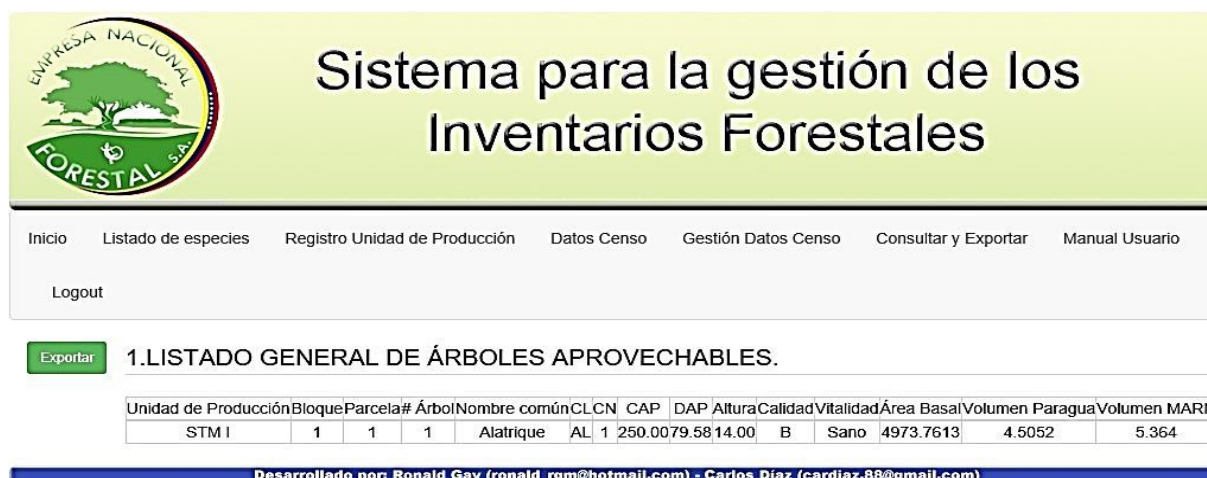 EMPRESA NACIONAL
FORESTAL S.A.
Sistema para la gestión de los
Inventarios Forestales
Inicio Listado de especies Registro Unidad de Producción Datos Censo Gestión Datos Censo Consultar y Exportar Manual Usuario
Logout
Exportar 1.LISTADO GENERAL DE ÁRBOLES APROVECHABLES.
Unidad de Producción Bloque Parcela # Árbol Nombre común CL CN CAP DAP Altura Calidad Vitalidad Área Basal Volumen Paragua Volumen MARN
STM I 1 1 1 Alatrique AL 1 250.00 79.58 14.00 B Sano 4973.7613 4.5052 5.364
Desarrollado por: Ronald Gay (ronald_rgm@hotmail.com) - Carlos Díaz (cardiaz.88@gmail.com)